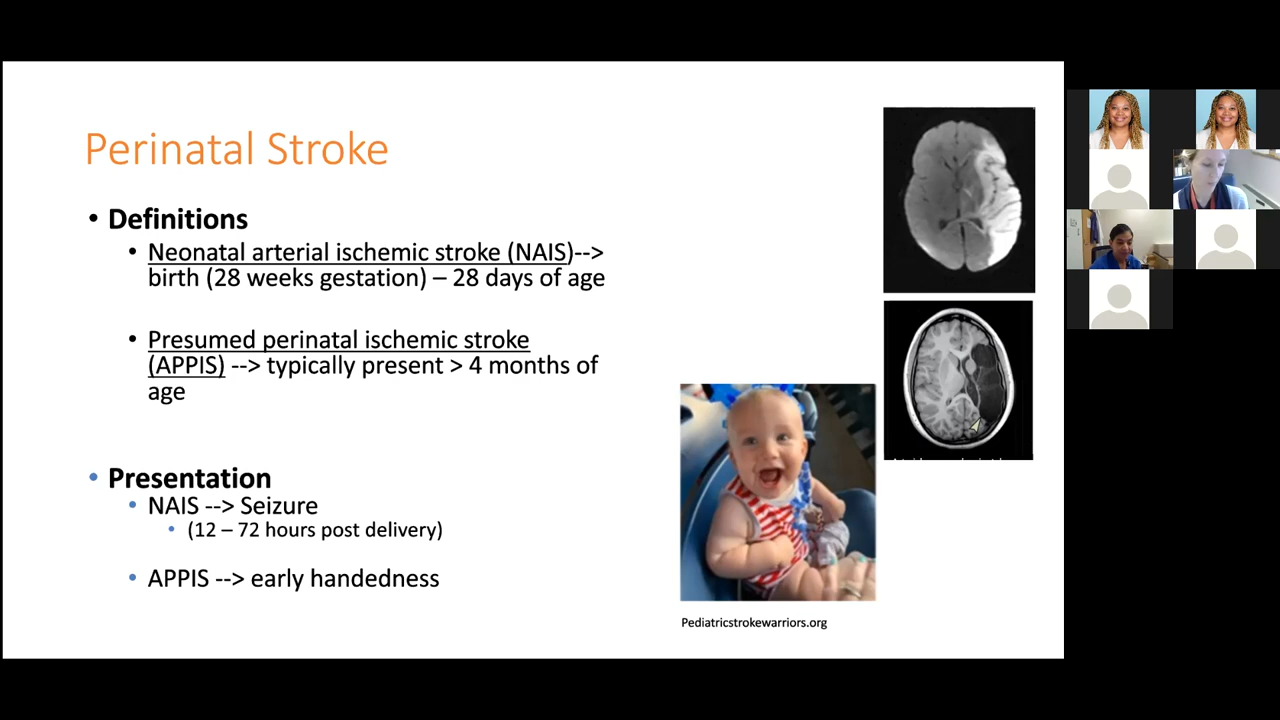 Perinatal Stroke
• Definitions
• Neonatal arterial ischemic stroke (NAIS)-->
birth (28 weeks gestation) – 28 days of age
• Presumed perinatal ischemic stroke
(APPIS) --> typically present > 4 months of
age
• Presentation
• NAIS --> Seizure
• (12 – 72 hours post delivery)
• APPIS --> early handedness
Pediatricstrokewarriors.org